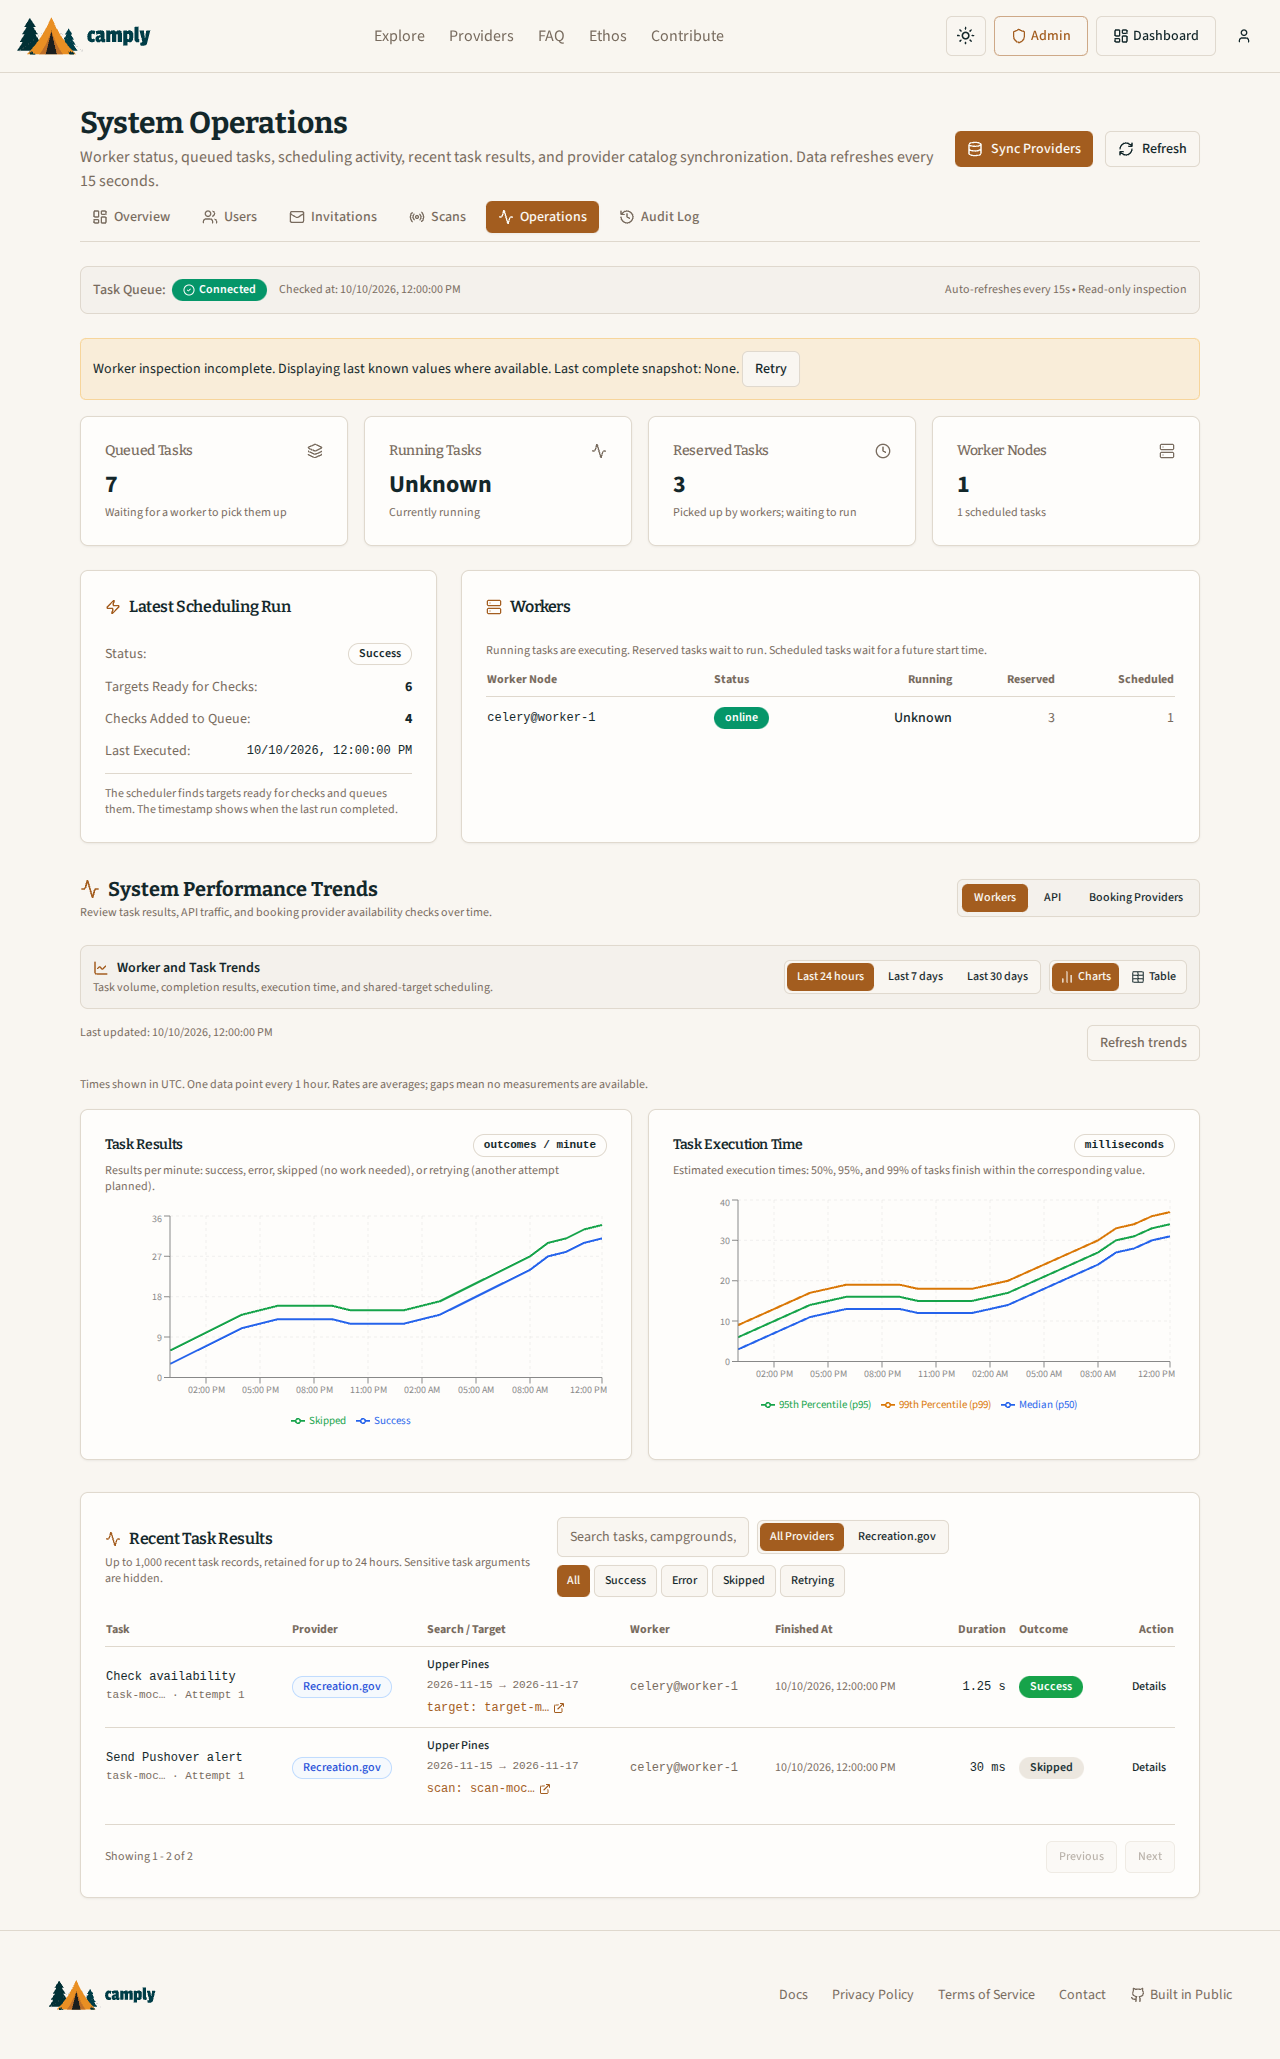 camply
Explore
Providers
FAQ
Ethos
Contribute
Admin
Dashboard
System Operations
Worker status, queued tasks, scheduling activity, recent task results, and provider catalog synchronization. Data refreshes every
15 seconds.
Sync Providers
Refresh
Overview
Users
Invitations
Scans
Operations
Audit Log
Task Queue:
Connected
Checked at: 10/10/2026, 12:00:00 PM
Auto-refreshes every 15s • Read-only inspection
Worker inspection incomplete. Displaying last known values where available. Last complete snapshot: None.
Retry
Queued Tasks
7
Waiting for a worker to pick them up
Running Tasks
Unknown
Currently running
Reserved Tasks
3
Picked up by workers; waiting to run
Worker Nodes
1
1 scheduled tasks
Latest Scheduling Run
Status:
Success
Targets Ready for Checks:
6
Checks Added to Queue:
4
Last Executed:
10/10/2026, 12:00:00 PM
The scheduler finds targets ready for checks and queues
them. The timestamp shows when the last run completed.
Workers
Running tasks are executing. Reserved tasks wait to run. Scheduled tasks wait for a future start time.
Worker Node
Status
Running
Reserved
Scheduled
celery@worker-1
online
Unknown
3
1
System Performance Trends
Review task results, API traffic, and booking provider availability checks over time.
Workers
API
Booking Providers
Worker and Task Trends
Task volume, completion results, execution time, and shared-target scheduling.
Last 24 hours
Last 7 days
Last 30 days
Charts
Table
Last updated: 10/10/2026, 12:00:00 PM
Refresh trends
Times shown in UTC. One data point every 1 hour. Rates are averages; gaps mean no measurements are available.
Task Results
outcomes / minute
Results per minute: success, error, skipped (no work needed), or retrying (another attempt
planned).
36
27
18
9
0
02:00 PM
05:00 PM
08:00 PM
11:00 PM
02:00 AM
05:00 AM
08:00 AM
12:00 PM
Skipped
Success
Task Execution Time
milliseconds
Estimated execution times: 50%, 95%, and 99% of tasks finish within the corresponding value.
40
30
20
10
0
02:00 PM
05:00 PM
08:00 PM
11:00 PM
02:00 AM
05:00 AM
08:00 AM
12:00 PM
95th Percentile (p95)
99th Percentile (p99)
Median (p50)
Recent Task Results
Up to 1,000 recent task records, retained for up to 24 hours. Sensitive task arguments
are hidden.
Search tasks, campgrounds,
All Providers
Recreation.gov
All
Success
Error
Skipped
Retrying
Task
Provider
Search / Target
Worker
Finished At
Duration
Outcome
Action
Check availability
task-moc… · Attempt 1
Recreation.gov
Upper Pines
2026-11-15 → 2026-11-17
target: target-m…
celery@worker-1
10/10/2026, 12:00:00 PM
1.25 s
Success
Details
Send Pushover alert
task-moc… · Attempt 1
Recreation.gov
Upper Pines
2026-11-15 → 2026-11-17
scan: scan-moc…
celery@worker-1
10/10/2026, 12:00:00 PM
30 ms
Skipped
Details
Showing 1 - 2 of 2
Previous
Next
camply
Docs
Privacy Policy
Terms of Service
Contact
Built in Public